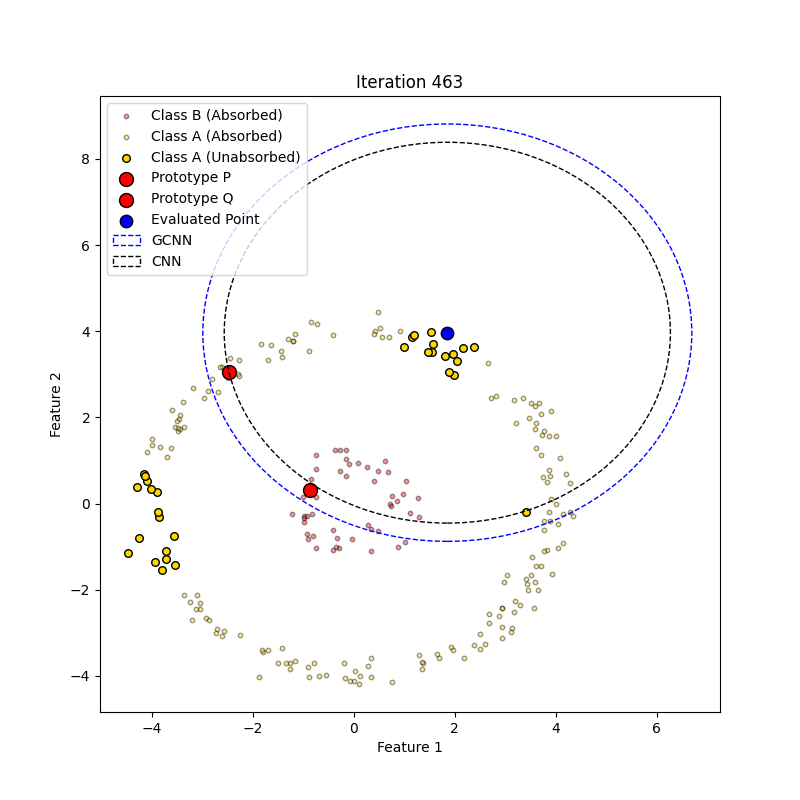 Iteration 463
Class B (Absorbed)
Class A (Absorbed)
Class A (Unabsorbed)
Prototype P
Prototype Q
Evaluated Point
GCNN
CNN
8
6
4
2
0
−2
−4
Feature 2
−4 −2 0 2 4 6
Feature 1